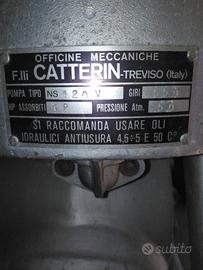 OFFICINE MECCANICHE
F.lli CATTERIN-TREVISO (Italy)
POMPA TIPO NS 120 V GIRI
HP ASSORBITI PRESSIONE Atm.
SI RACCOMANDA USARE OLI
IDRAULICI ANTIUSURA 4,5÷5 E 50 C°
subito